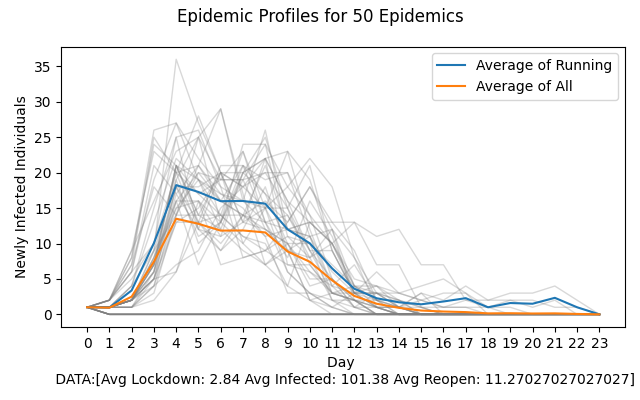 Epidemic Profiles for 50 Epidemics
Average of Running
Average of All
Newly Infected Individuals
35
30
25
20
15
10
5
0
0 1 2 3 4 5 6 7 8 9 10 11 12 13 14 15 16 17 18 19 20 21 22 23
Day
DATA:[Avg Lockdown: 2.84 Avg Infected: 101.38 Avg Reopen: 11.27027027027027]